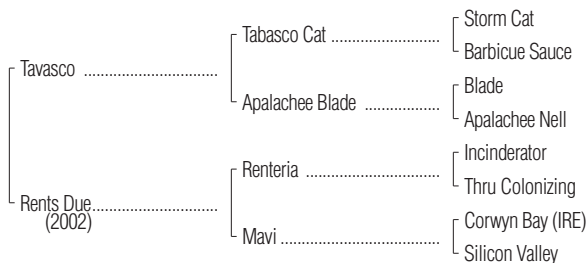 Storm Cat
Tabasco Cat ............................
Barbicue Sauce
Tavasco ..................................
Blade
Apalachee Blade ...................
Apalachee Nell
Incinderator
Renteria ..................................
Thru Colonizing
Rents Due..........................
(2002)
Corwyn Bay (IRE)
Mavi ........................................
Silicon Valley